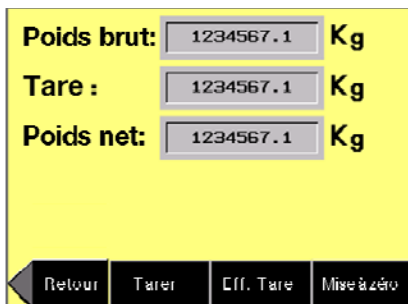 Poids brut: 1234567.1 Kg
Tare : 1234567.1 Kg
Poids net: 1234567.1 Kg
Retour Tarer Eff. Tare Mise à zéro